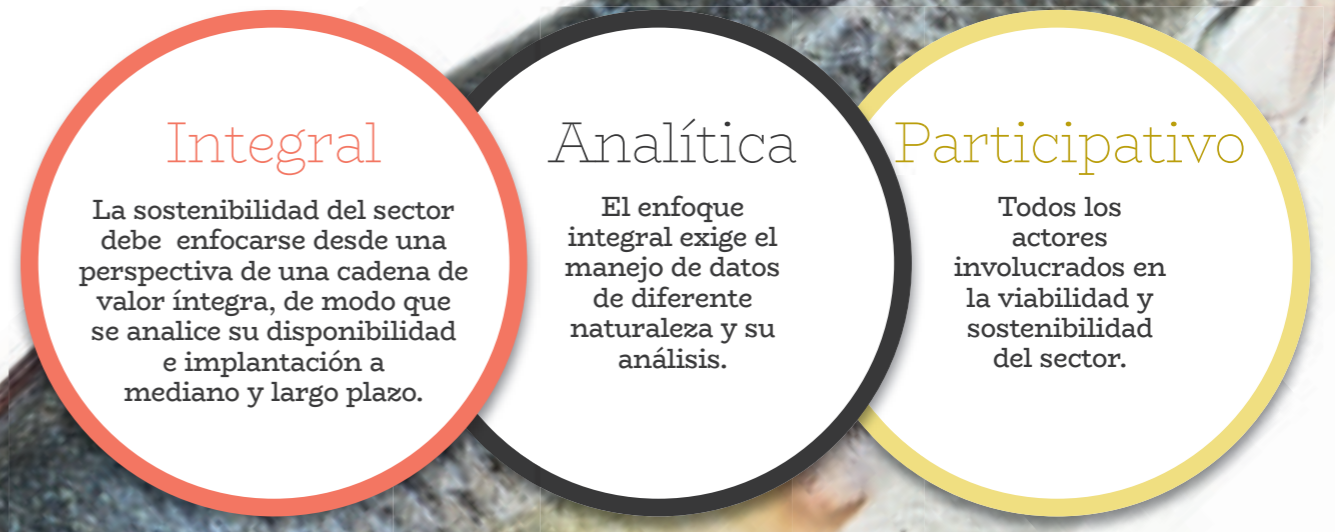 Integral
La sostenibilidad del sector
debe enfocarse desde una
perspectiva de una cadena de
valor íntegra, de modo que
se analice su disponibilidad
e implantación a
mediano y largo plazo.
Analítica
El enfoque
integral exige el
manejo de datos
de diferente
naturaleza y su
análisis.
Participativo
Todos los
actores
involucrados en
la viabilidad y
sostenibilidad
del sector.